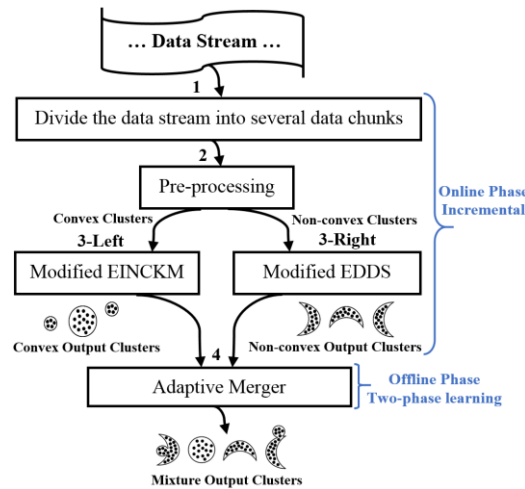 ... Data Stream ...
1
Divide the data stream into several data chunks
2
Pre-processing
Convex Clusters
Non-convex Clusters
3-Left
3-Right
Modified EINCKM
Modified EDDS
Convex Output Clusters
Non-convex Output Clusters
4
Adaptive Merger
Mixture Output Clusters
Online Phase
Incremental
Offline Phase
Two-phase learning